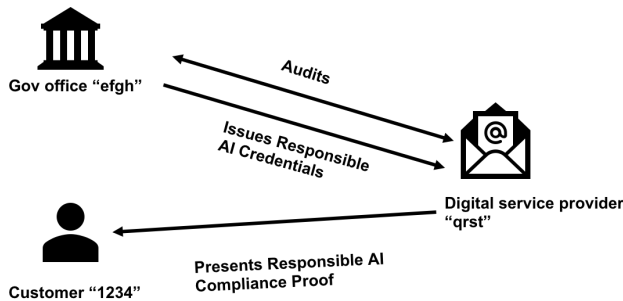 Audits
Gov office “efgh”
Issues Responsible
AI Credentials
@
Digital service provider
“qrst”
Presents Responsible AI
Compliance Proof
Customer “1234”